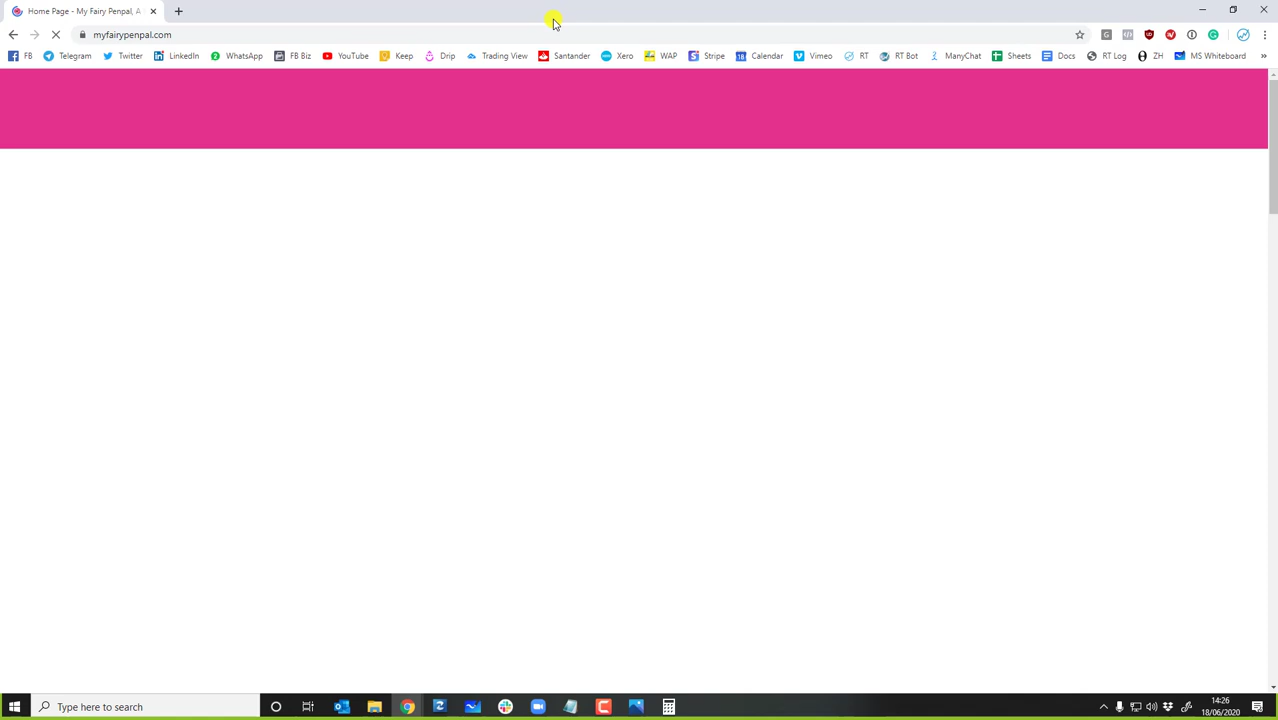 Home Page - My Fairy Penpal, A
myfairypenpal.com
FB Telegram Twitter LinkedIn WhatsApp FB Biz YouTube Keep Drip Trading View Santander Xero WAP Stripe Calendar Vimeo RT RT Bot ManyChat Sheets Docs RT Log ZH MS Whiteboard »
Type here to search
14:26
18/06/2020